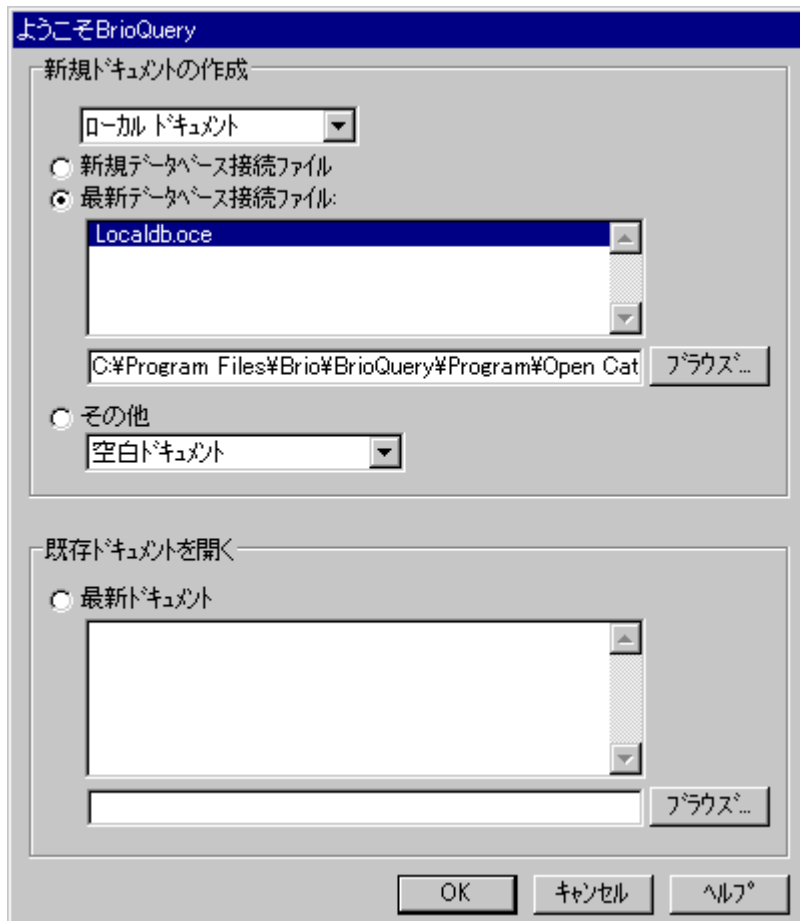 ようこそBrioQuery
新規ﾄﾞｷｭﾒﾝﾄの作成
ﾛｰｶﾙ ﾄﾞｷｭﾒﾝﾄ
新規ﾃﾞｰﾀﾍﾞｰｽ接続ﾌｧｲﾙ
最新ﾃﾞｰﾀﾍﾞｰｽ接続ﾌｧｲﾙ:
Localdb.oce
C:¥Program Files¥Brio¥BrioQuery¥Program¥Open Cat
ﾌﾞﾗｳｽﾞ...
その他
空白ﾄﾞｷｭﾒﾝﾄ
既存ﾄﾞｷｭﾒﾝﾄを開く
最新ﾄﾞｷｭﾒﾝﾄ
ﾌﾞﾗｳｽﾞ...
OK ｷｬﾝｾﾙ ﾍﾙﾌﾟ